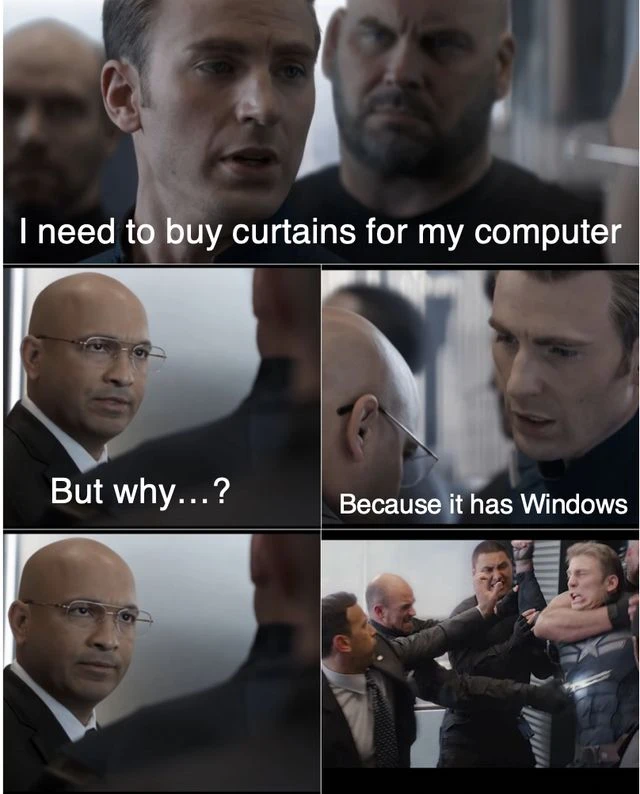 I need to buy curtains for my computer
But why...?
Because it has Windows